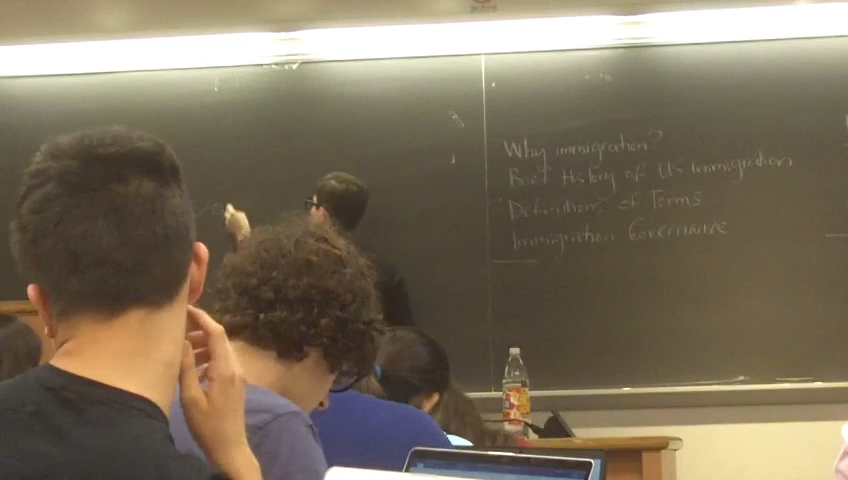 Why immigration?
Brief History of US Immigration
Definitions of Terms
Immigration Governance